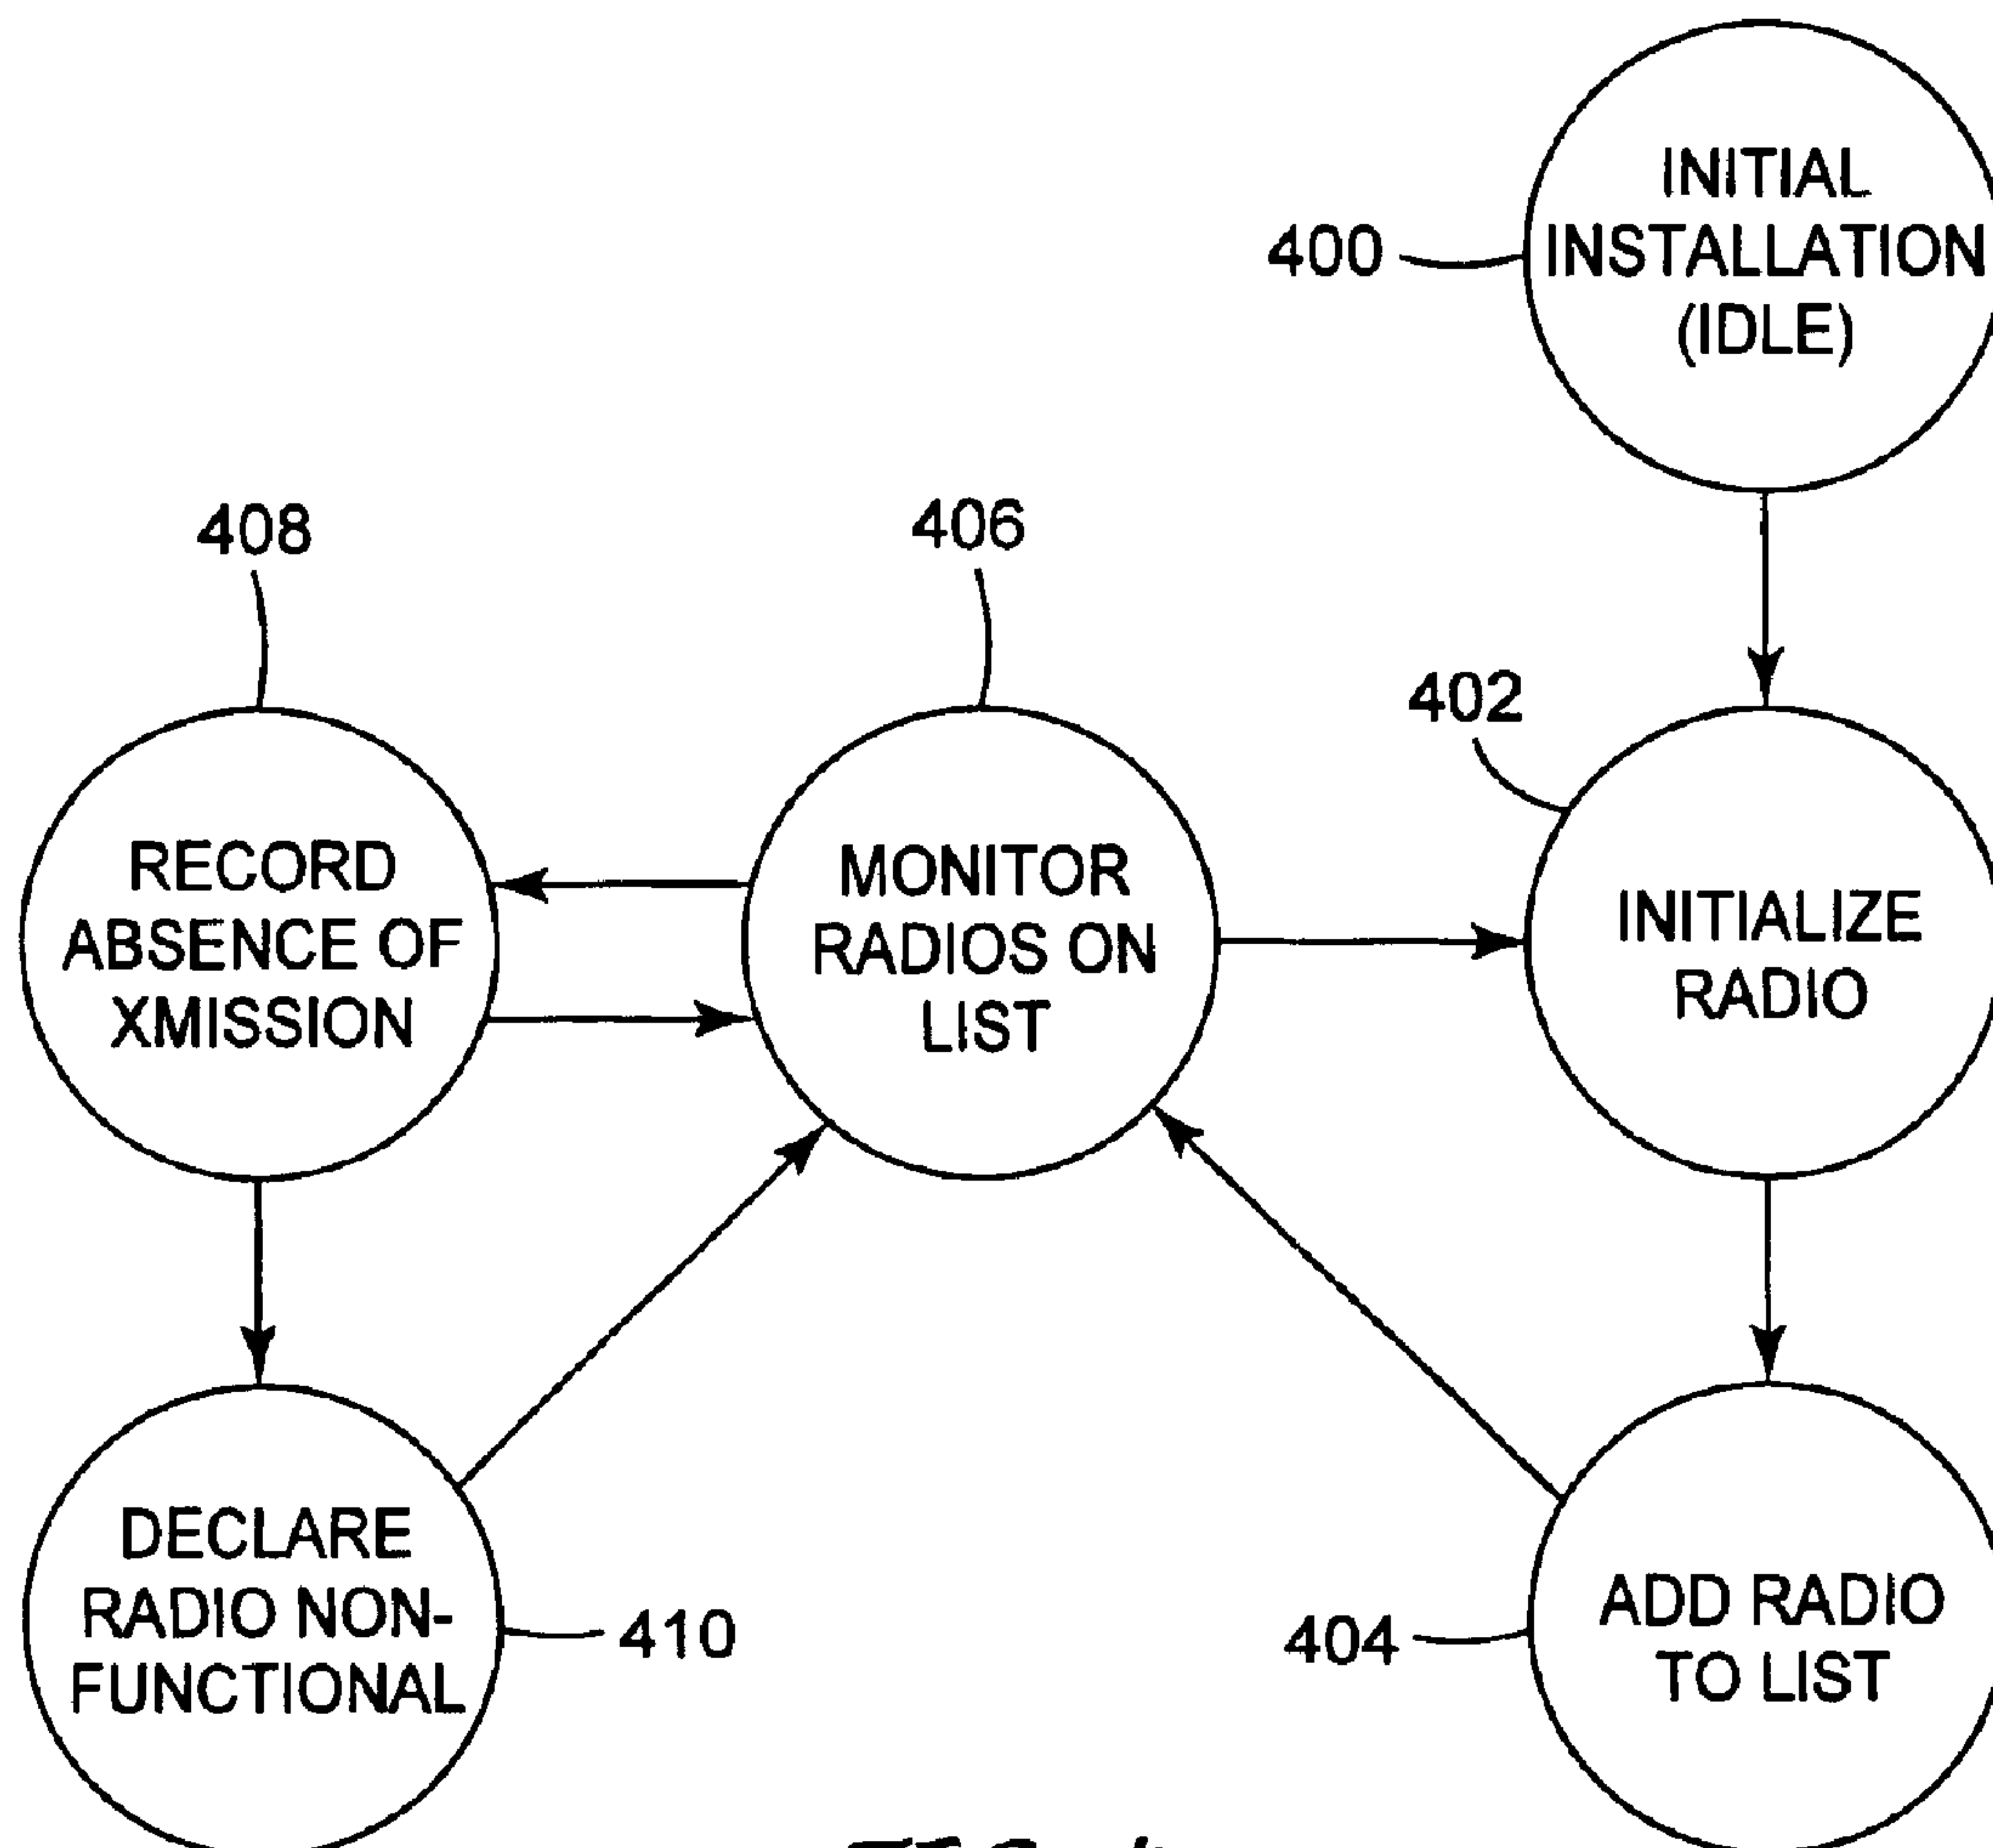 INITIAL
INSTALLATION
(IDLE)
400
408
406
402
RECORD
ABSENCE OF
XMISSION
MONITOR
RADIOS ON
LIST
INITIALIZE
RADIO
DECLARE
RADIO NON-
FUNCTIONAL
410
404
ADD RADIO
TO LIST